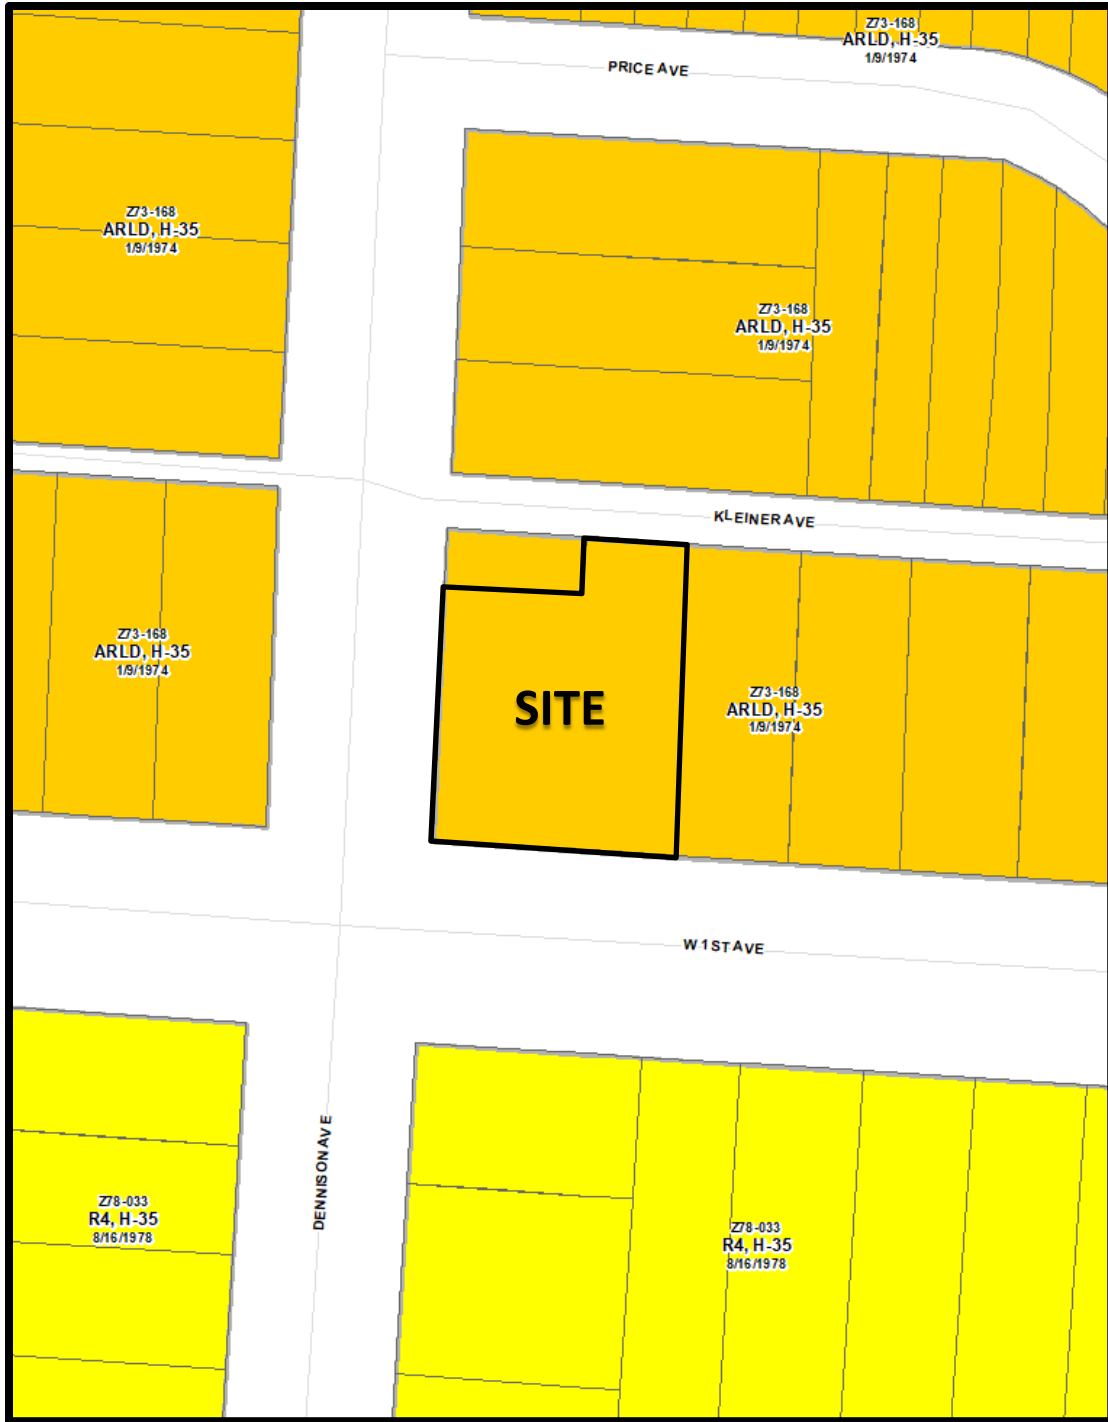 Z73-168
ARLD, H-35
1/9/1974
PRICE AVE
Z73-168
ARLD, H-35
1/9/1974
Z73-168
ARLD, H-35
1/9/1974
KLEINER AVE
Z73-168
ARLD, H-35
1/9/1974
SITE
Z73-168
ARLD, H-35
1/9/1974
W 1ST AVE
DENNISON AVE
Z78-033
R4, H-35
8/16/1978
Z78-033
R4, H-35
8/16/1978